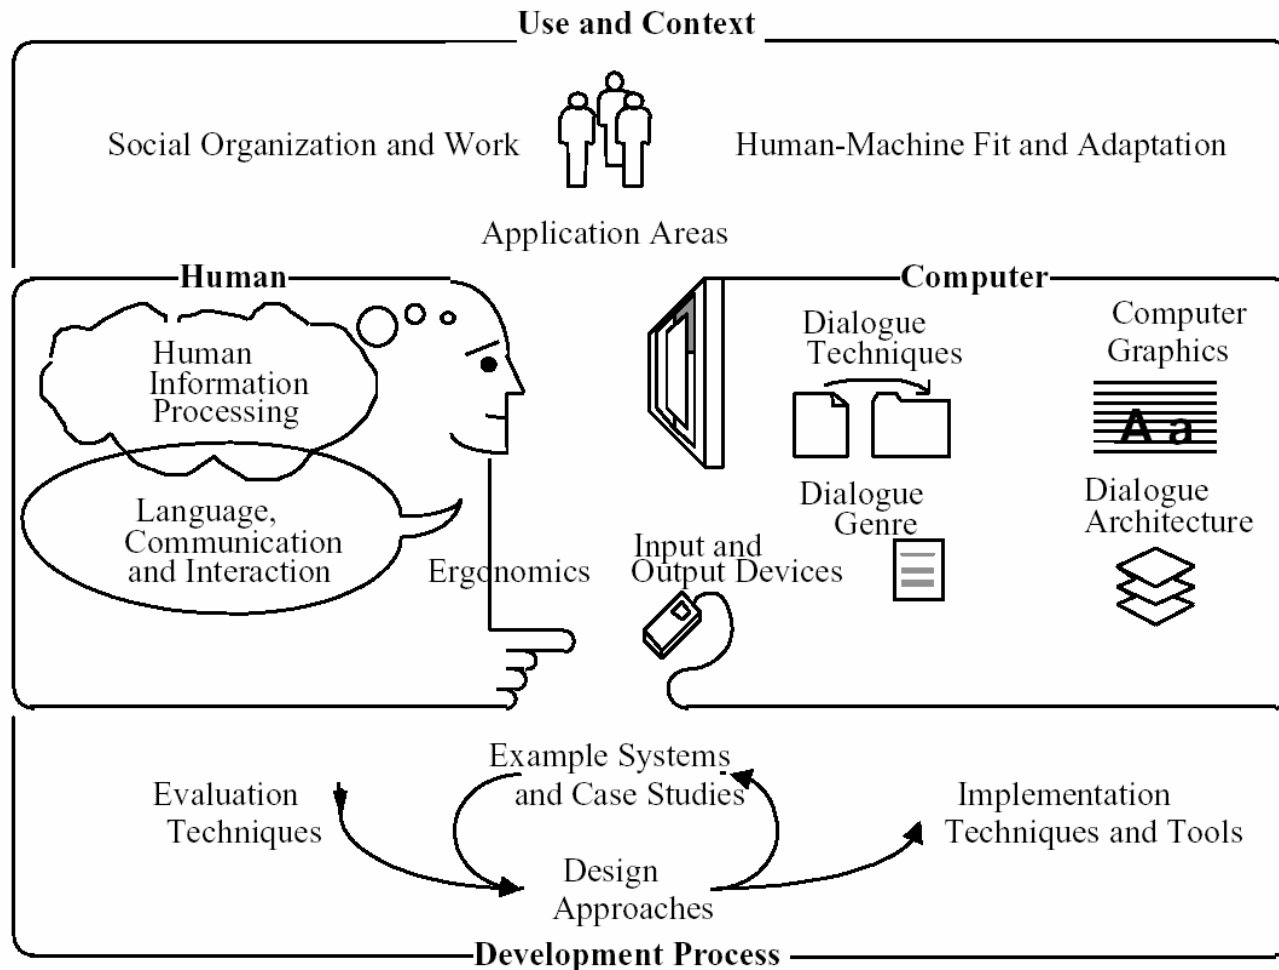 Use and Context
Social Organization and Work
Human-Machine Fit and Adaptation
Application Areas
Human
Computer
Human
Information
Processing
Language,
Communication
and Interaction
Ergonomics
Dialogue
Techniques
Computer
Graphics
A a
Dialogue
Genre
Dialogue
Architecture
Input and
Output Devices
Example Systems
and Case Studies
Evaluation
Techniques
Implementation
Techniques and Tools
Design
Approaches
Development Process